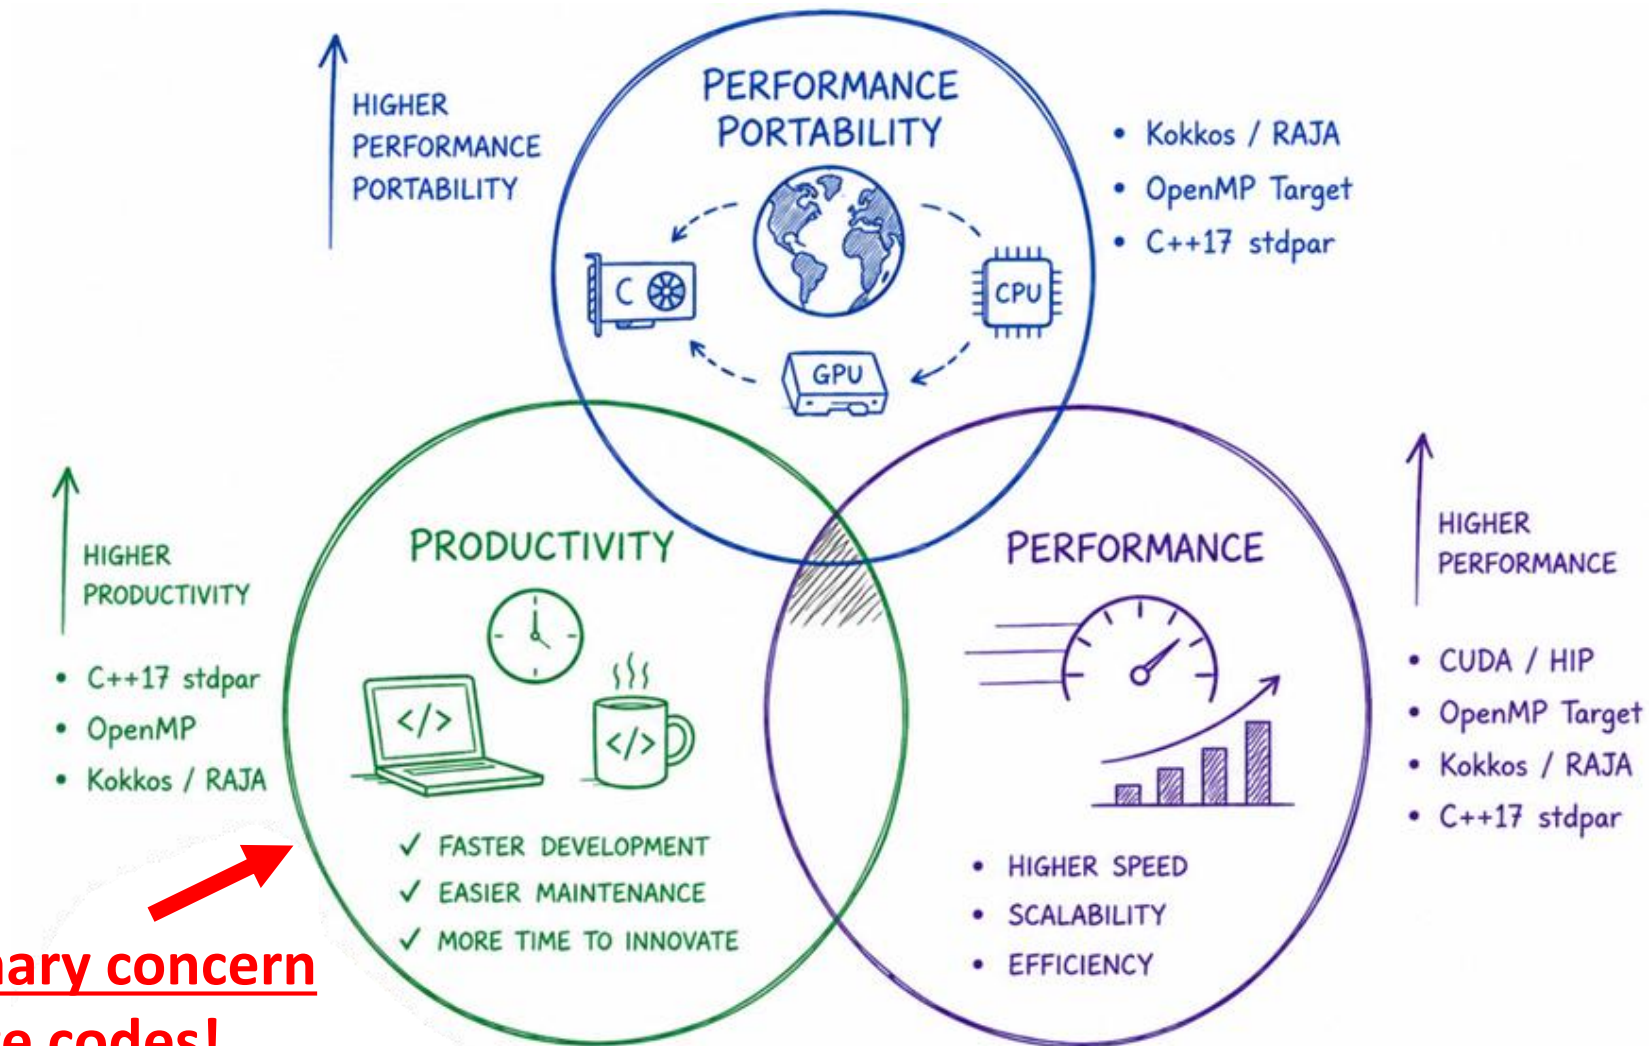 HIGHER
PERFORMANCE
PORTABILITY
PERFORMANCE
PORTABILITY
C
CPU
GPU
• Kokkos / RAJA
• OpenMP Target
• C++17 stdpar
HIGHER
PRODUCTIVITY
• C++17 stdpar
• OpenMP
• Kokkos / RAJA
PRODUCTIVITY
</>
</>
✓ FASTER DEVELOPMENT
✓ EASIER MAINTENANCE
✓ MORE TIME TO INNOVATE
PERFORMANCE
• HIGHER SPEED
• SCALABILITY
• EFFICIENCY
HIGHER
PERFORMANCE
• CUDA / HIP
• OpenMP Target
• Kokkos / RAJA
• C++17 stdpar
concern
codes!